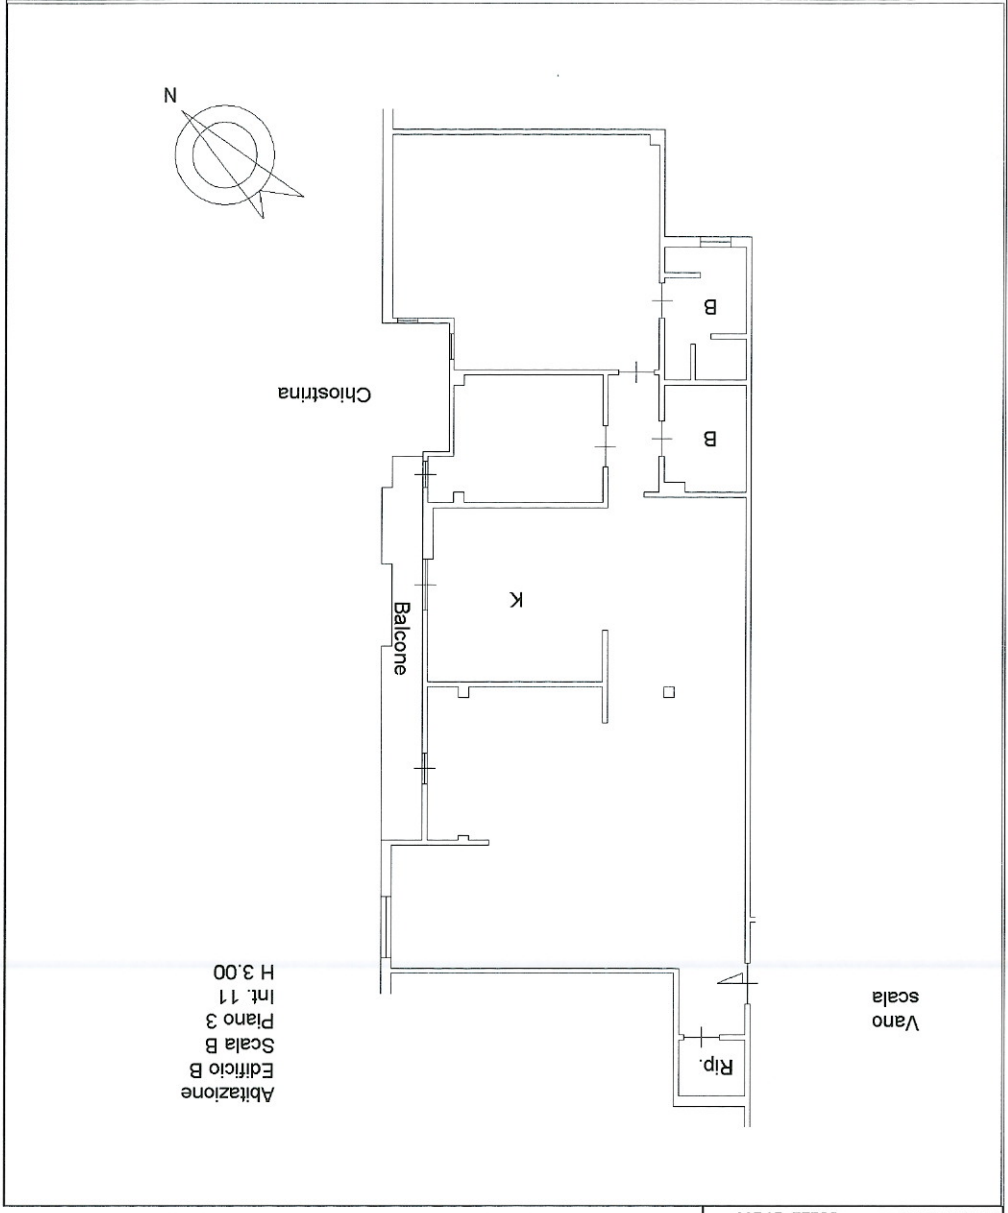 Abitazione
Edificio B
Scala B
Piano 3
Int. 11
H 3.00
Vano
scala
Rip.
Balcone
K
Chiostrina
B
B
N